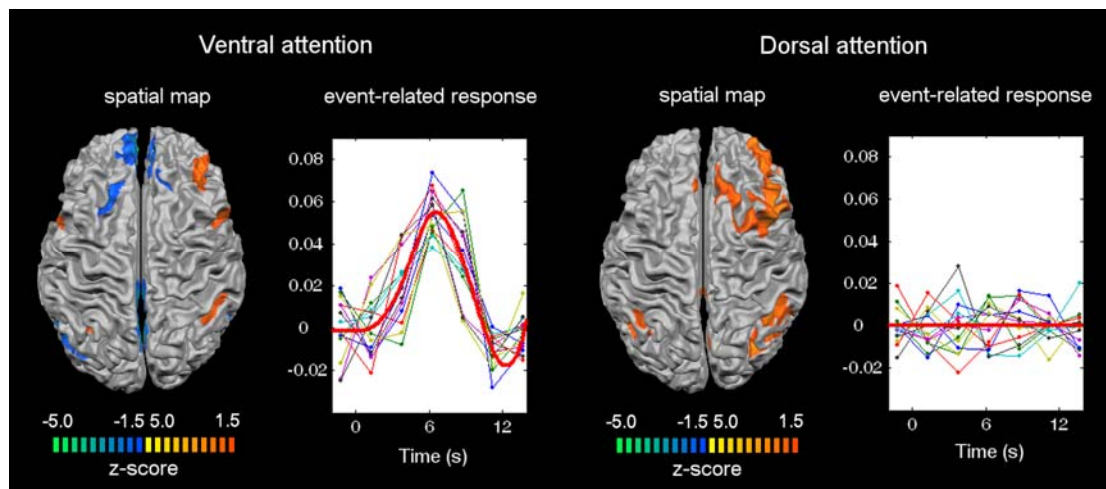 Ventral attention
Dorsal attention
spatial map
event-related response
spatial map
event-related response
0.08
0.06
0.04
0.02
0
-0.02
0 6 12
Time (s)
-5.0 -1.5 5.0 1.5
z-score
0.08
0.06
0.04
0.02
0
-0.02
0 6 12
Time (s)
-5.0 -1.5 5.0 1.5
z-score